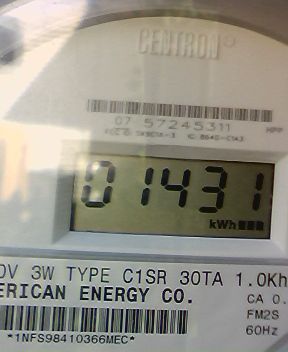 CENTRON®
07 57245311 HPP
01431
kWh
0V 3W TYPE C1SR 30TA 1.0Kh
ERICAN ENERGY CO. CA 0.
FM2S
60Hz
*1NFS98410366MEC*